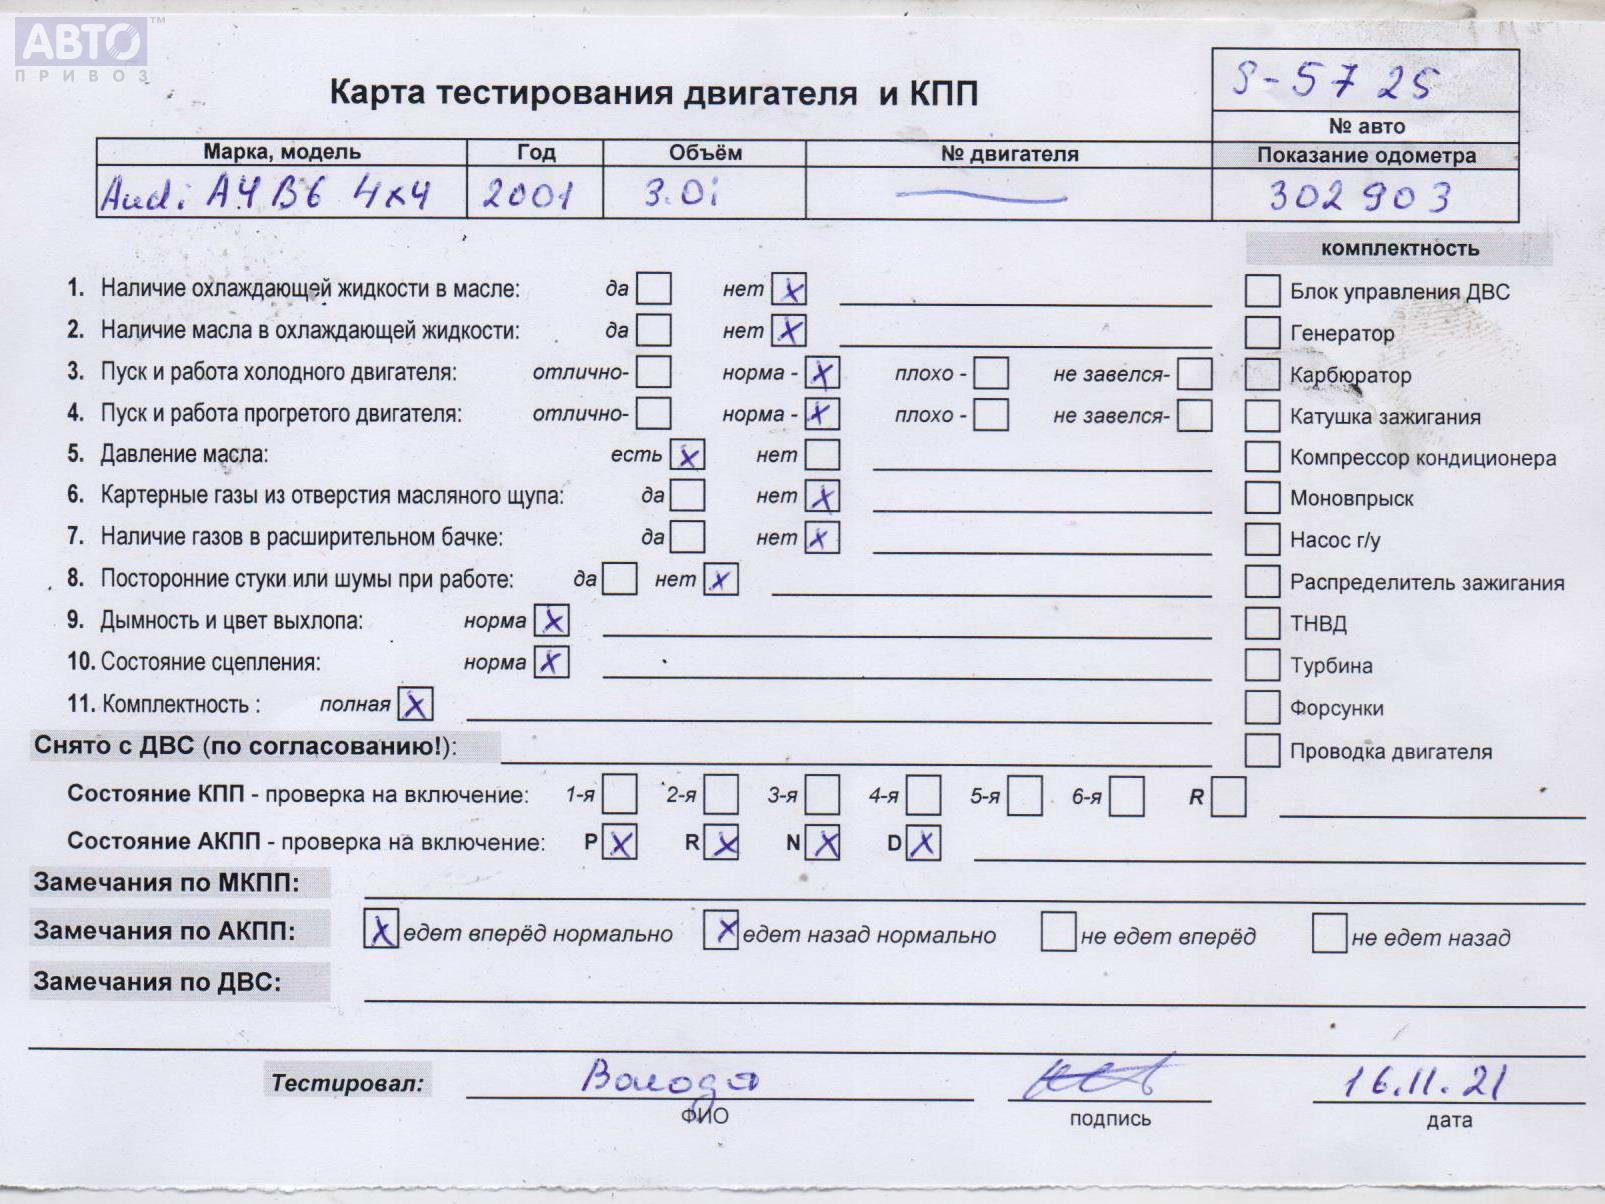 АВТО™
ПРИВОЗ
Карта тестирования двигателя и КПП
S-5725
№ авто
Марка, модель Год Объём № двигателя Показание одометра
Audi A4 B6 4x4 2001 3.0i — 302903
комплектность
1. Наличие охлаждающей жидкости в масле: да нет x Блок управления ДВС
2. Наличие масла в охлаждающей жидкости: да нет x Генератор
3. Пуск и работа холодного двигателя: отлично- норма - x плохо - не завелся- Карбюратор
4. Пуск и работа прогретого двигателя: отлично- норма - x плохо - не завелся- Катушка зажигания
5. Давление масла: есть x нет Компрессор кондиционера
6. Картерные газы из отверстия масляного щупа: да нет x Моновпрыск
7. Наличие газов в расширительном бачке: да нет x Насос г/у
8. Посторонние стуки или шумы при работе: да нет x Распределитель зажигания
9. Дымность и цвет выхлопа: норма x ТНВД
10. Состояние сцепления: норма x Турбина
11. Комплектность : полная x Форсунки
Снято с ДВС (по согласованию!): Проводка двигателя
Состояние КПП - проверка на включение: 1-я 2-я 3-я 4-я 5-я 6-я R
Состояние АКПП - проверка на включение: P x R x N x D x
Замечания по МКПП:
Замечания по АКПП: x едет вперёд нормально x едет назад нормально не едет вперёд не едет назад
Замечания по ДВС:
Тестировал: Володя 16.11.21
ФИО подпись дата